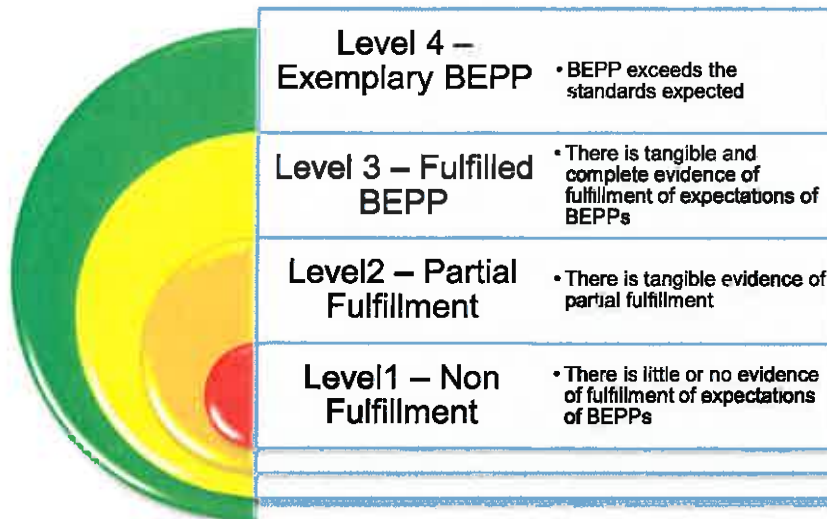 Level 4 –
Exemplary BEPP
• BEPP exceeds the
standards expected
Level 3 – Fulfilled
BEPP
• There is tangible and
complete evidence of
fulfillment of expectations of
BEPPs
Level2 – Partial
Fulfillment
• There is tangible evidence of
partial fulfillment
Level1 – Non
Fulfillment
• There is little or no evidence
of fulfillment of expectations
of BEPPs